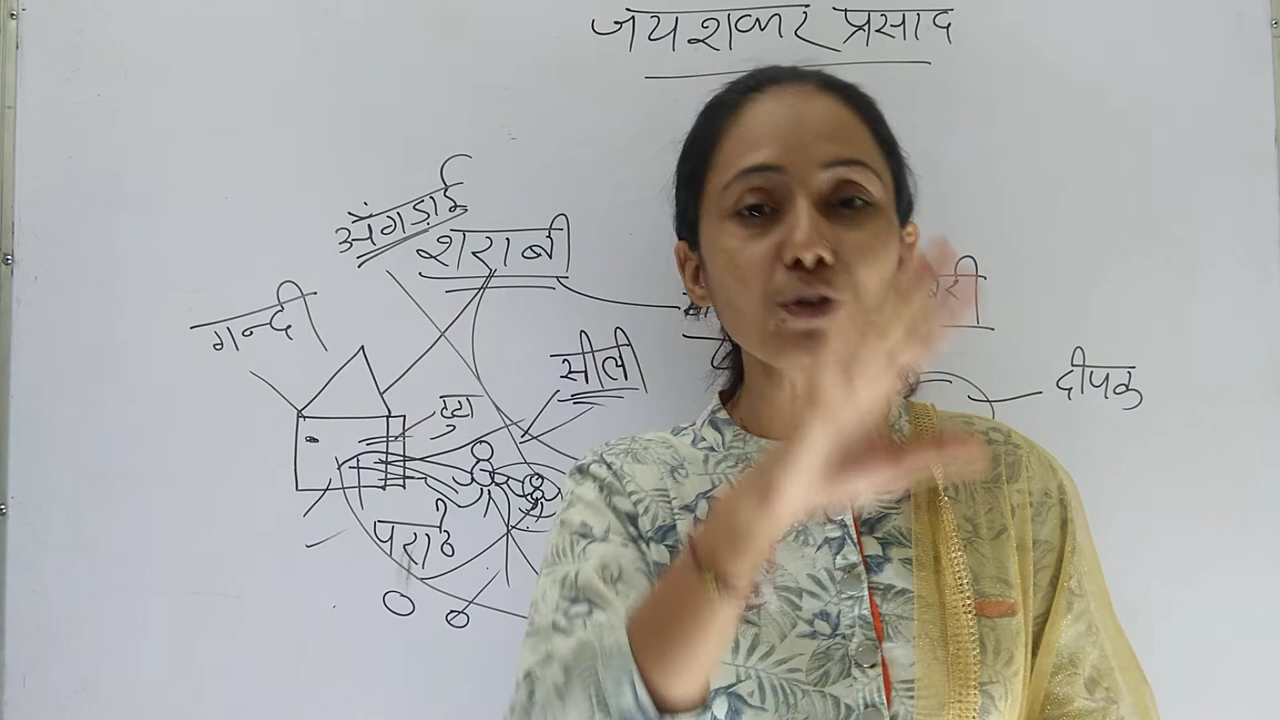 जयशंकर प्रसाद
अंगड़ाई
शराबी
गन्दी
सीली
दीपक
टूटा
पराठे